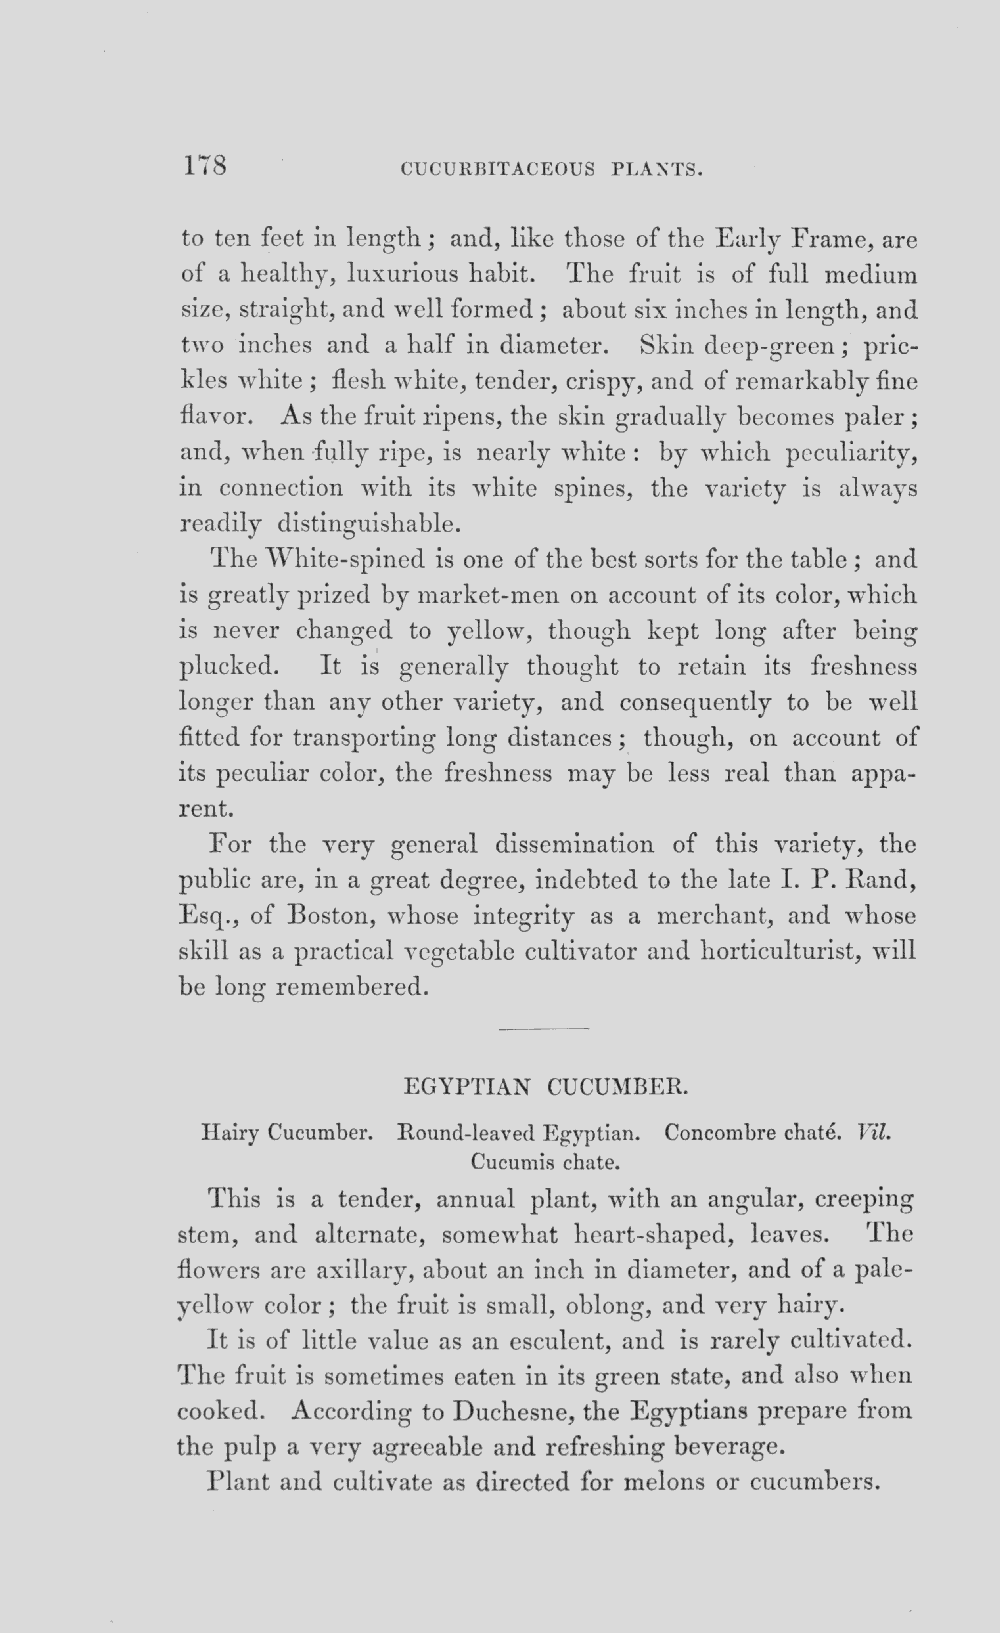 178 CUCURBITACEOUS PLANTS.
to ten feet in length; and, like those of the Early Frame, are
of a healthy, luxurious habit. The fruit is of full medium
size, straight, and well formed; about six inches in length, and
two inches and a half in diameter. Skin deep-green; pric-
kles white; flesh white, tender, crispy, and of remarkably fine
flavor. As the fruit ripens, the skin gradually becomes paler;
and, when fully ripe, is nearly white: by which peculiarity,
in connection with its white spines, the variety is always
readily distinguishable.
The White-spined is one of the best sorts for the table; and
is greatly prized by market-men on account of its color, which
is never changed to yellow, though kept long after being
plucked. It is generally thought to retain its freshness
longer than any other variety, and consequently to be well
fitted for transporting long distances; though, on account of
its peculiar color, the freshness may be less real than appa-
rent.
For the very general dissemination of this variety, the
public are, in a great degree, indebted to the late I. P. Rand,
Esq., of Boston, whose integrity as a merchant, and whose
skill as a practical vegetable cultivator and horticulturist, will
be long remembered.
EGYPTIAN CUCUMBER.
Hairy Cucumber. Round-leaved Egyptian. Concombre chaté. Vil.
Cucumis chate.
This is a tender, annual plant, with an angular, creeping
stem, and alternate, somewhat heart-shaped, leaves. The
flowers are axillary, about an inch in diameter, and of a pale-
yellow color; the fruit is small, oblong, and very hairy.
It is of little value as an esculent, and is rarely cultivated.
The fruit is sometimes eaten in its green state, and also when
cooked. According to Duchesne, the Egyptians prepare from
the pulp a very agreeable and refreshing beverage.
Plant and cultivate as directed for melons or cucumbers.